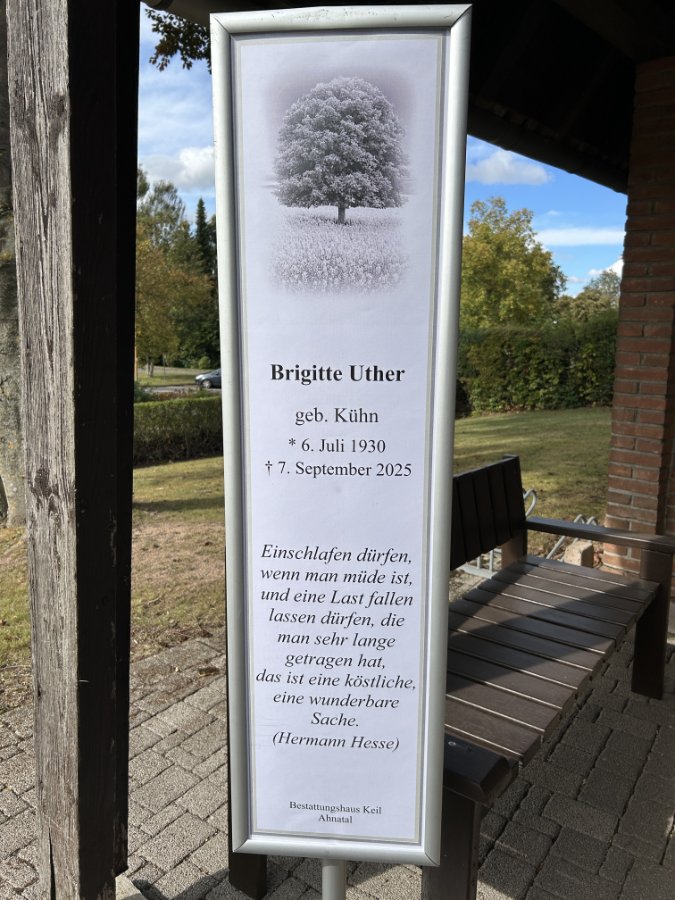 Brigitte Uther
geb. Kühn
* 6. Juli 1930
† 7. September 2025
Einschlafen dürfen,
wenn man müde ist,
und eine Last fallen
lassen dürfen, die
man sehr lange
getragen hat,
das ist eine köstliche,
eine wunderbare
Sache.
(Hermann Hesse)
Bestattungshaus Keil
Ahnatal